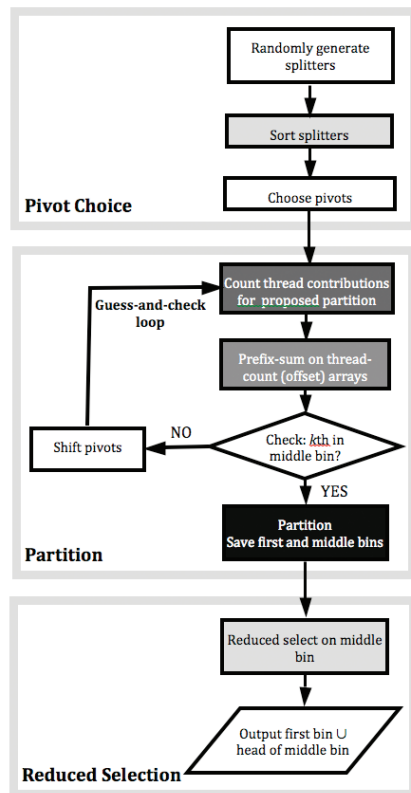 Randomly generate
splitters
Sort splitters
Choose pivots
Pivot Choice
Count thread contributions
for proposed partition
Guess-and-check
loop
Prefix-sum on thread-
count (offset) arrays
Check: kth in
middle bin?
NO
Shift pivots
YES
Partition
Save first and middle bins
Partition
Reduced select on middle
bin
Output first bin ∪
head of middle bin
Reduced Selection